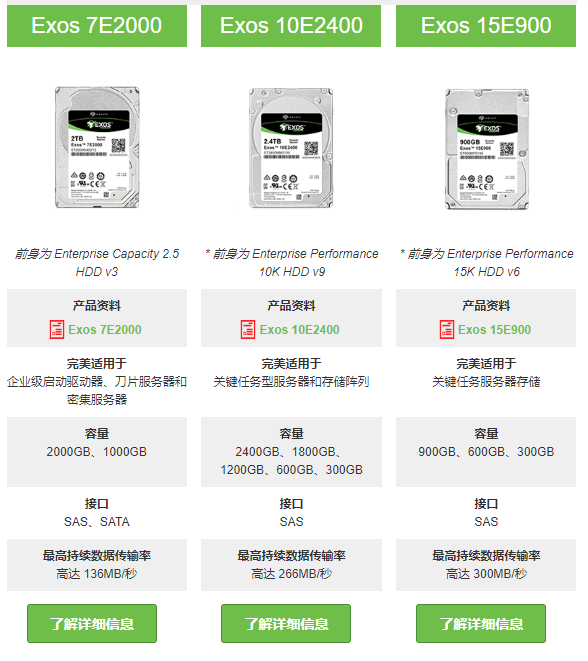 Exos 7E2000
Exos 10E2400
Exos 15E900
SEAGATE
EXOS
2TB
Exos™ 7E2000
SEAGATE
EXOS
2.4TB
Exos™ 10E2400
SEAGATE
EXOS
900GB
Exos™ 15E900
前身为 Enterprise Capacity 2.5
HDD v3
* 前身为 Enterprise Performance
10K HDD v9
* 前身为 Enterprise Performance
15K HDD v6
产品资料
Exos 7E2000
产品资料
Exos 10E2400
产品资料
Exos 15E900
完美适用于
企业级启动驱动器、刀片服务器和
密集服务器
完美适用于
关键任务型服务器和存储阵列
完美适用于
关键任务服务器存储
容量
2000GB、1000GB
容量
2400GB、1800GB、
1200GB、600GB、300GB
容量
900GB、600GB、300GB
接口
SAS、SATA
接口
SAS
接口
SAS
最高持续数据传输率
高达 136MB/秒
最高持续数据传输率
高达 266MB/秒
最高持续数据传输率
高达 300MB/秒
了解详细信息
了解详细信息
了解详细信息